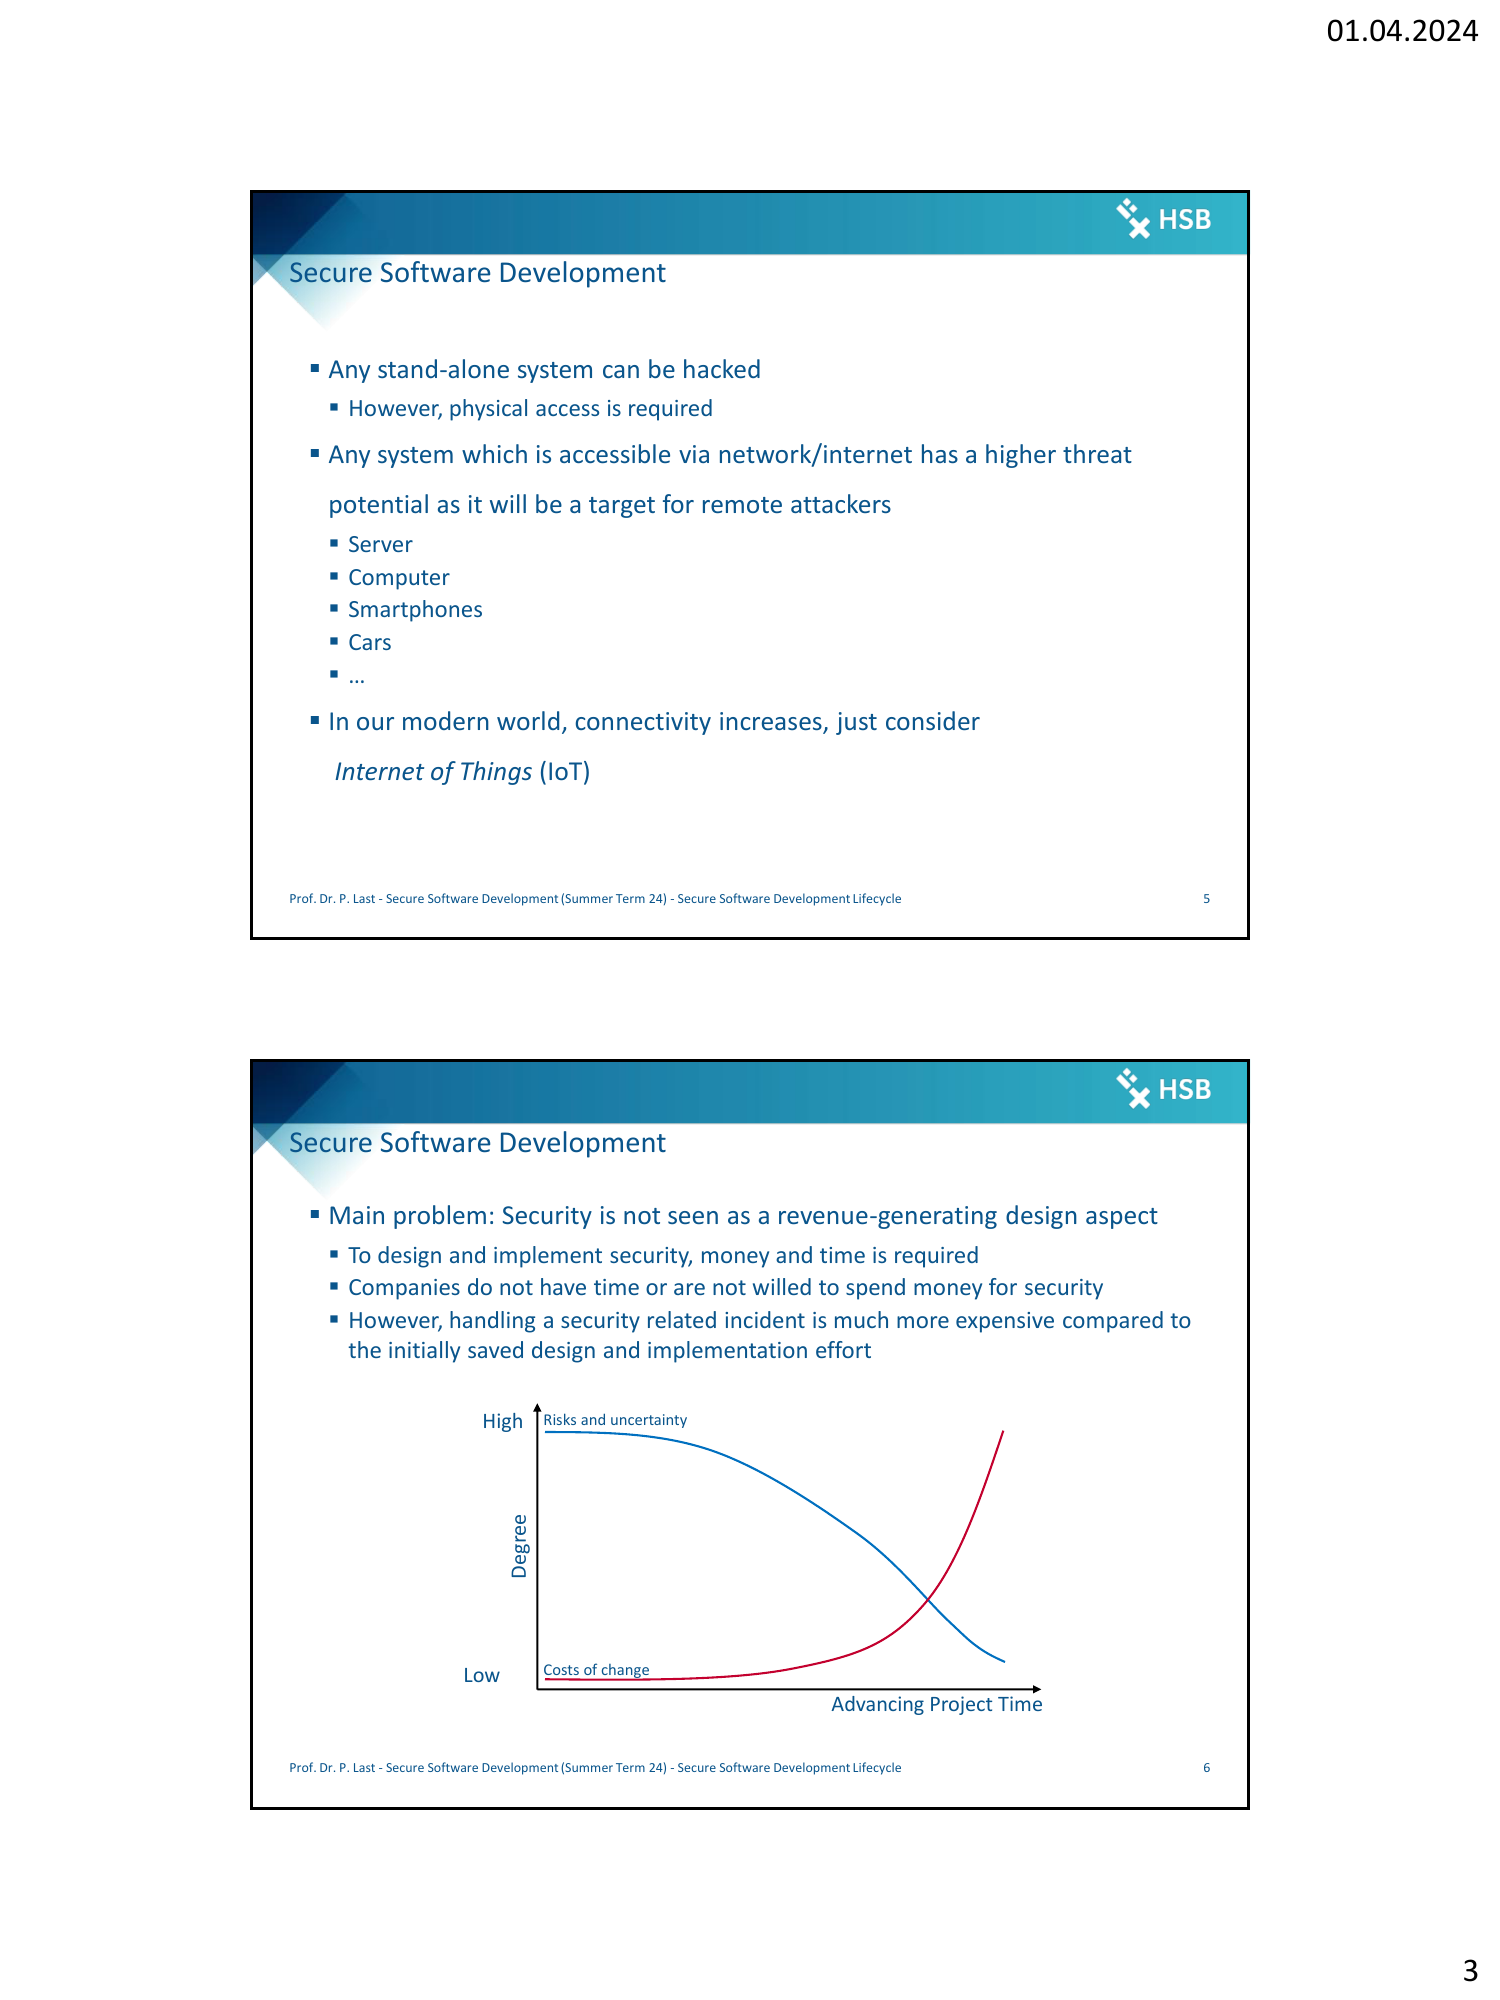 01.04.2024
HSB
Secure Software Development
▪ Any stand-alone system can be hacked
▪ However, physical access is required
▪ Any system which is accessible via network/internet has a higher threat
potential as it will be a target for remote attackers
▪ Server
▪ Computer
▪ Smartphones
▪ Cars
▪ …
▪ In our modern world, connectivity increases, just consider
Internet of Things (IoT)
Prof. Dr. P. Last - Secure Software Development (Summer Term 24) - Secure Software Development Lifecycle 5
HSB
Secure Software Development
▪ Main problem: Security is not seen as a revenue-generating design aspect
▪ To design and implement security, money and time is required
▪ Companies do not have time or are not willed to spend money for security
▪ However, handling a security related incident is much more expensive compared to
the initially saved design and implementation effort
High
Risks and uncertainty
Degree
Low
Costs of change
Advancing Project Time
Prof. Dr. P. Last - Secure Software Development (Summer Term 24) - Secure Software Development Lifecycle 6
3